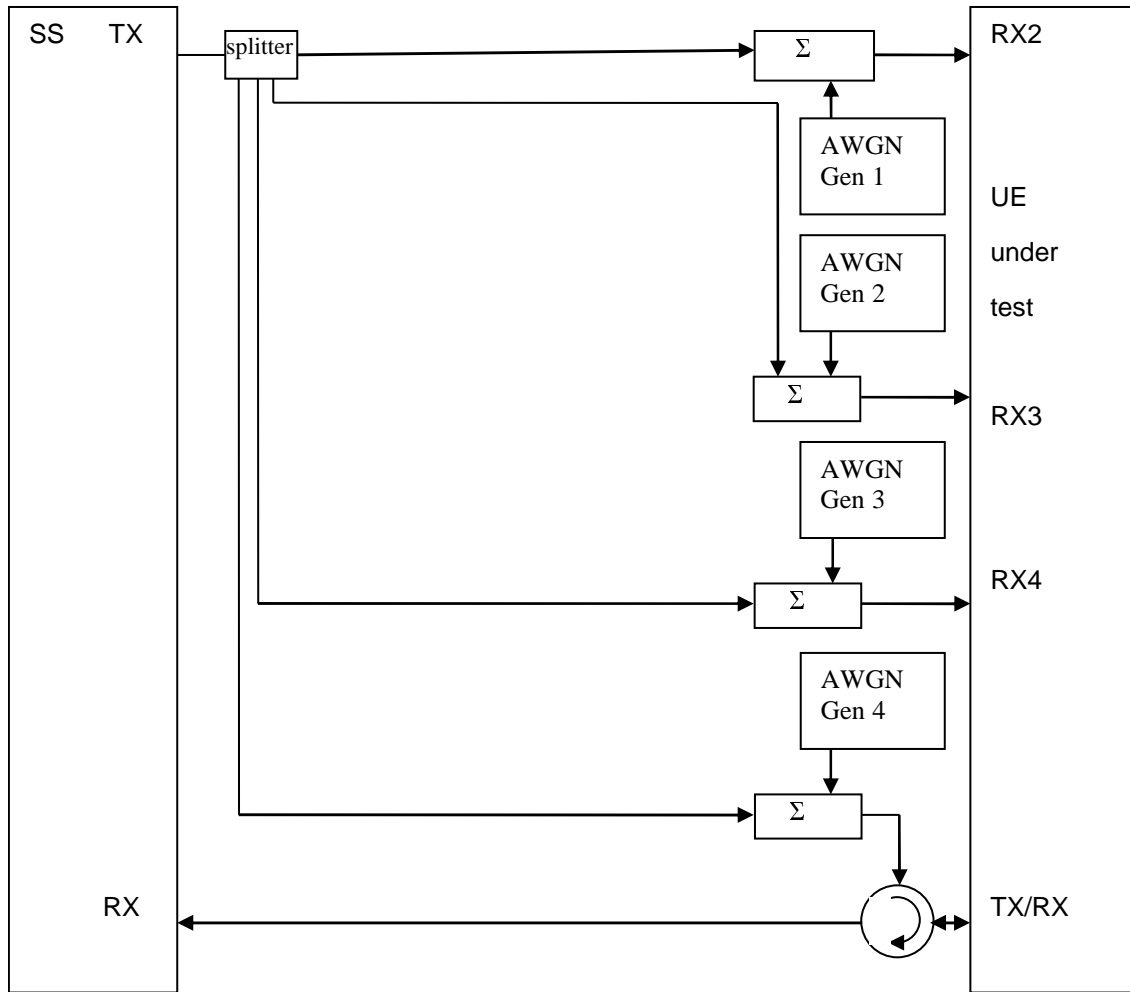 SS TX
splitter
Σ
RX2
AWGN
Gen 1
UE
under
test
AWGN
Gen 2
Σ
RX3
AWGN
Gen 3
Σ
RX4
AWGN
Gen 4
Σ
RX
TX/RX